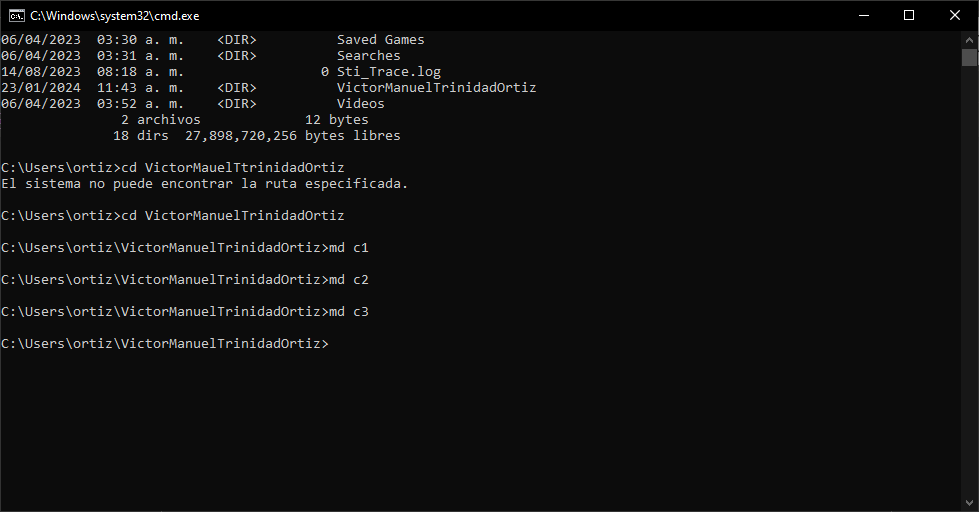 C:\Windows\system32\cmd.exe
06/04/2023  03:30 a. m.    <DIR>          Saved Games
06/04/2023  03:31 a. m.    <DIR>          Searches
14/08/2023  08:18 a. m.                 0 Sti_Trace.log
23/01/2024  11:43 a. m.    <DIR>          VictorManuelTrinidadOrtiz
06/04/2023  03:52 a. m.    <DIR>          Videos
               2 archivos             12 bytes
              18 dirs  27,898,720,256 bytes libres
C:\Users\ortiz>cd VictorMauelTtrinidadOrtiz
El sistema no puede encontrar la ruta especificada.
C:\Users\ortiz>cd VictorManuelTrinidadOrtiz
C:\Users\ortiz\VictorManuelTrinidadOrtiz>md c1
C:\Users\ortiz\VictorManuelTrinidadOrtiz>md c2
C:\Users\ortiz\VictorManuelTrinidadOrtiz>md c3
C:\Users\ortiz\VictorManuelTrinidadOrtiz>